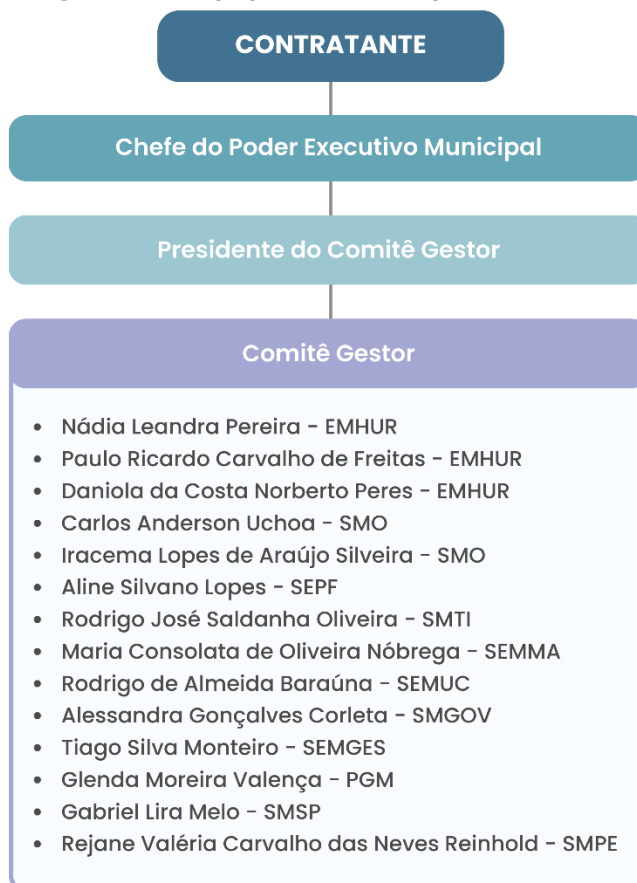 CONTRATANTE
Chefe do Poder Executivo Municipal
Presidente do Comitê Gestor
Comitê Gestor
• Nádia Leandra Pereira - EMHUR
• Paulo Ricardo Carvalho de Freitas - EMHUR
• Daniola da Costa Norberto Peres - EMHUR
• Carlos Anderson Uchoa - SMO
• Iracema Lopes de Araújo Silveira - SMO
• Aline Silvano Lopes - SEPF
• Rodrigo José Saldanha Oliveira - SMTI
• Maria Consolata de Oliveira Nóbrega - SEMMA
• Rodrigo de Almeida Baraúna - SEMUC
• Alessandra Gonçalves Corleta - SMGOV
• Tiago Silva Monteiro - SEMGES
• Glenda Moreira Valença - PGM
• Gabriel Lira Melo - SMSP
• Rejane Valéria Carvalho das Neves Reinhold - SMPE